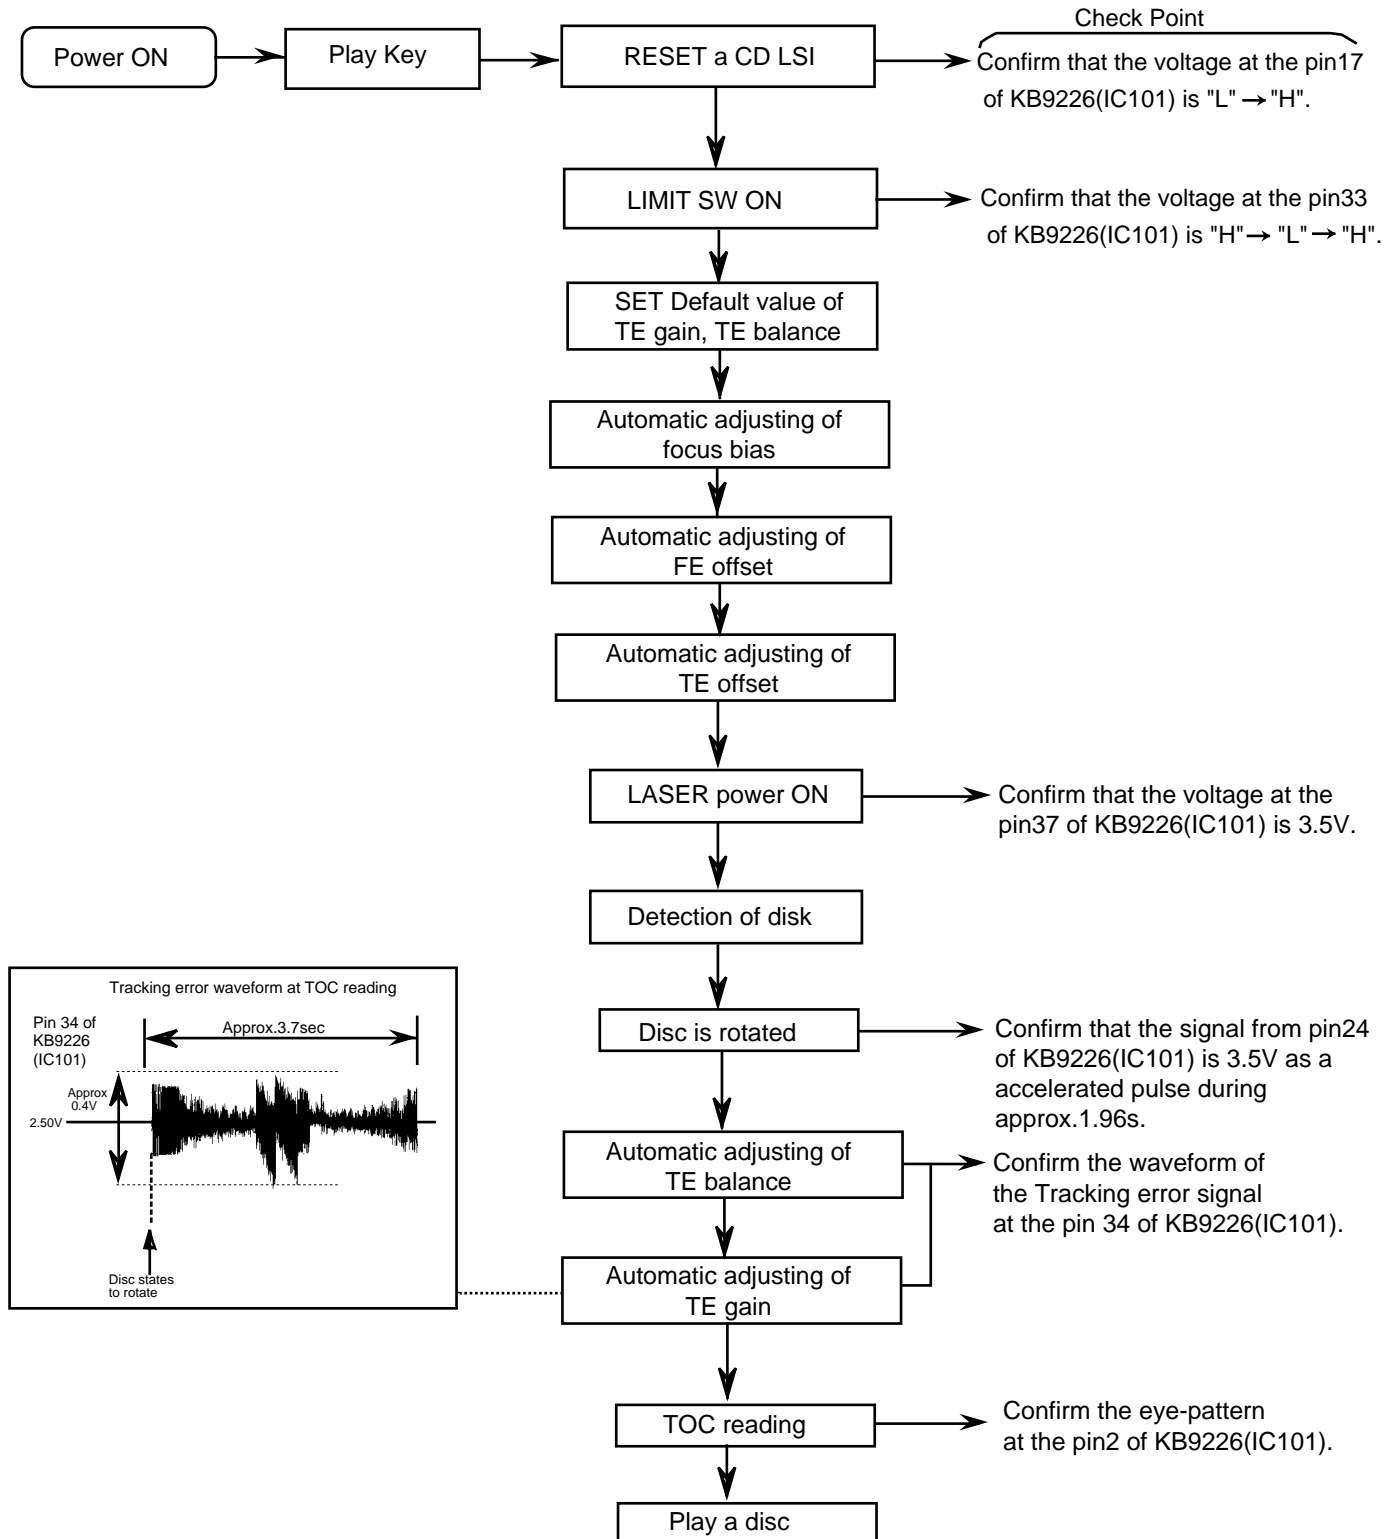 Check Point
Power ON
Play Key
RESET a CD LSI
Confirm that the voltage at the pin17
of KB9226(IC101) is "L" → "H".
LIMIT SW ON
Confirm that the voltage at the pin33
of KB9226(IC101) is "H" → "L" → "H".
SET Default value of
TE gain, TE balance
Automatic adjusting of
focus bias
Automatic adjusting of
FE offset
Automatic adjusting of
TE offset
LASER power ON
Confirm that the voltage at the
pin37 of KB9226(IC101) is 3.5V.
Detection of disk
Disc is rotated
Confirm that the signal from pin24
of KB9226(IC101) is 3.5V as a
accelerated pulse during
approx.1.96s.
Automatic adjusting of
TE balance
Confirm the waveform of
the Tracking error signal
at the pin 34 of KB9226(IC101).
Automatic adjusting of
TE gain
Tracking error waveform at TOC reading
Pin 34 of
KB9226
(IC101)
Approx.3.7sec
Approx
0.4V
2.50V
Disc states
to rotate
TOC reading
Confirm the eye-pattern
at the pin2 of KB9226(IC101).
Play a disc